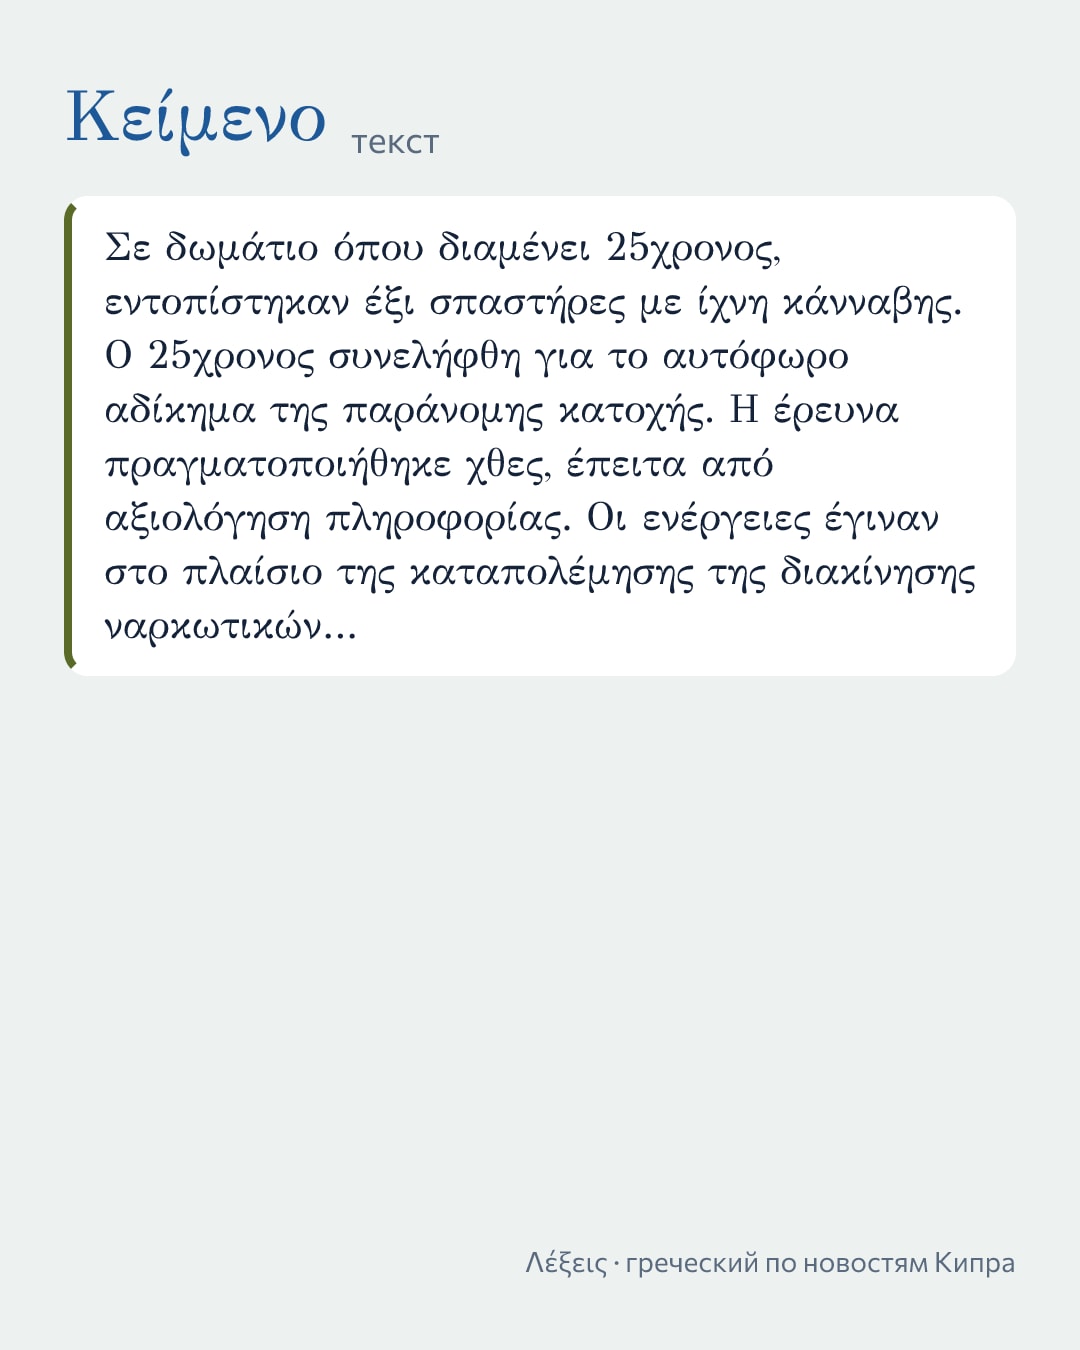 Κείμενο текст
Σε δωμάτιο όπου διαμένει 25χρονος,
εντοπίστηκαν έξι σπαστήρες με ίχνη κάνναβης.
Ο 25χρονος συνελήφθη για το αυτόφωρο
αδίκημα της παράνομης κατοχής. Η έρευνα
πραγματοποιήθηκε χθες, έπειτα από
αξιολόγηση πληροφορίας. Οι ενέργειες έγιναν
στο πλαίσιο της καταπολέμησης της διακίνησης
ναρκωτικών...
Λέξεις · греческий по новостям Кипра